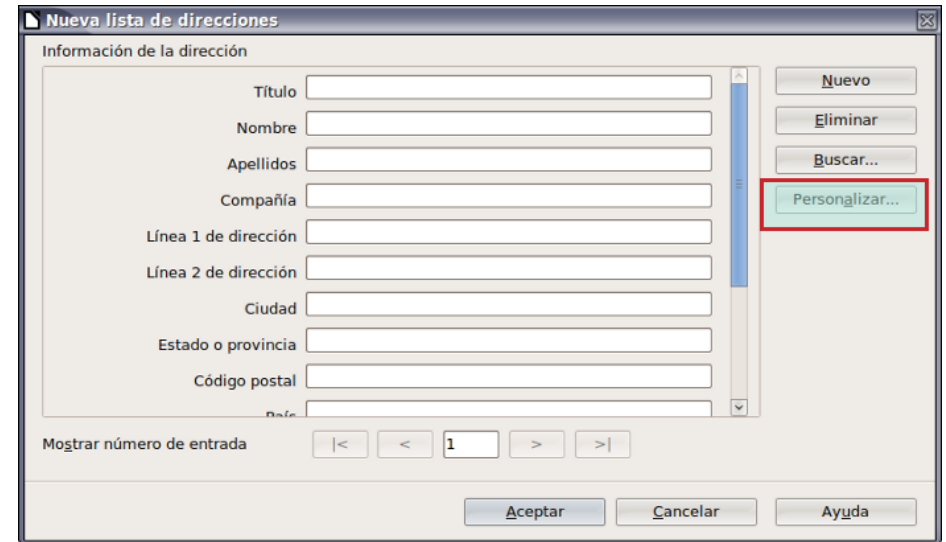 Nueva lista de direcciones
Información de la dirección
Título
Nombre
Apellidos
Compañía
Línea 1 de dirección
Línea 2 de dirección
Ciudad
Estado o provincia
Código postal
País
Nuevo
Eliminar
Buscar...
Personalizar...
Mostrar número de entrada |< < 1 > >|
Aceptar Cancelar Ayuda